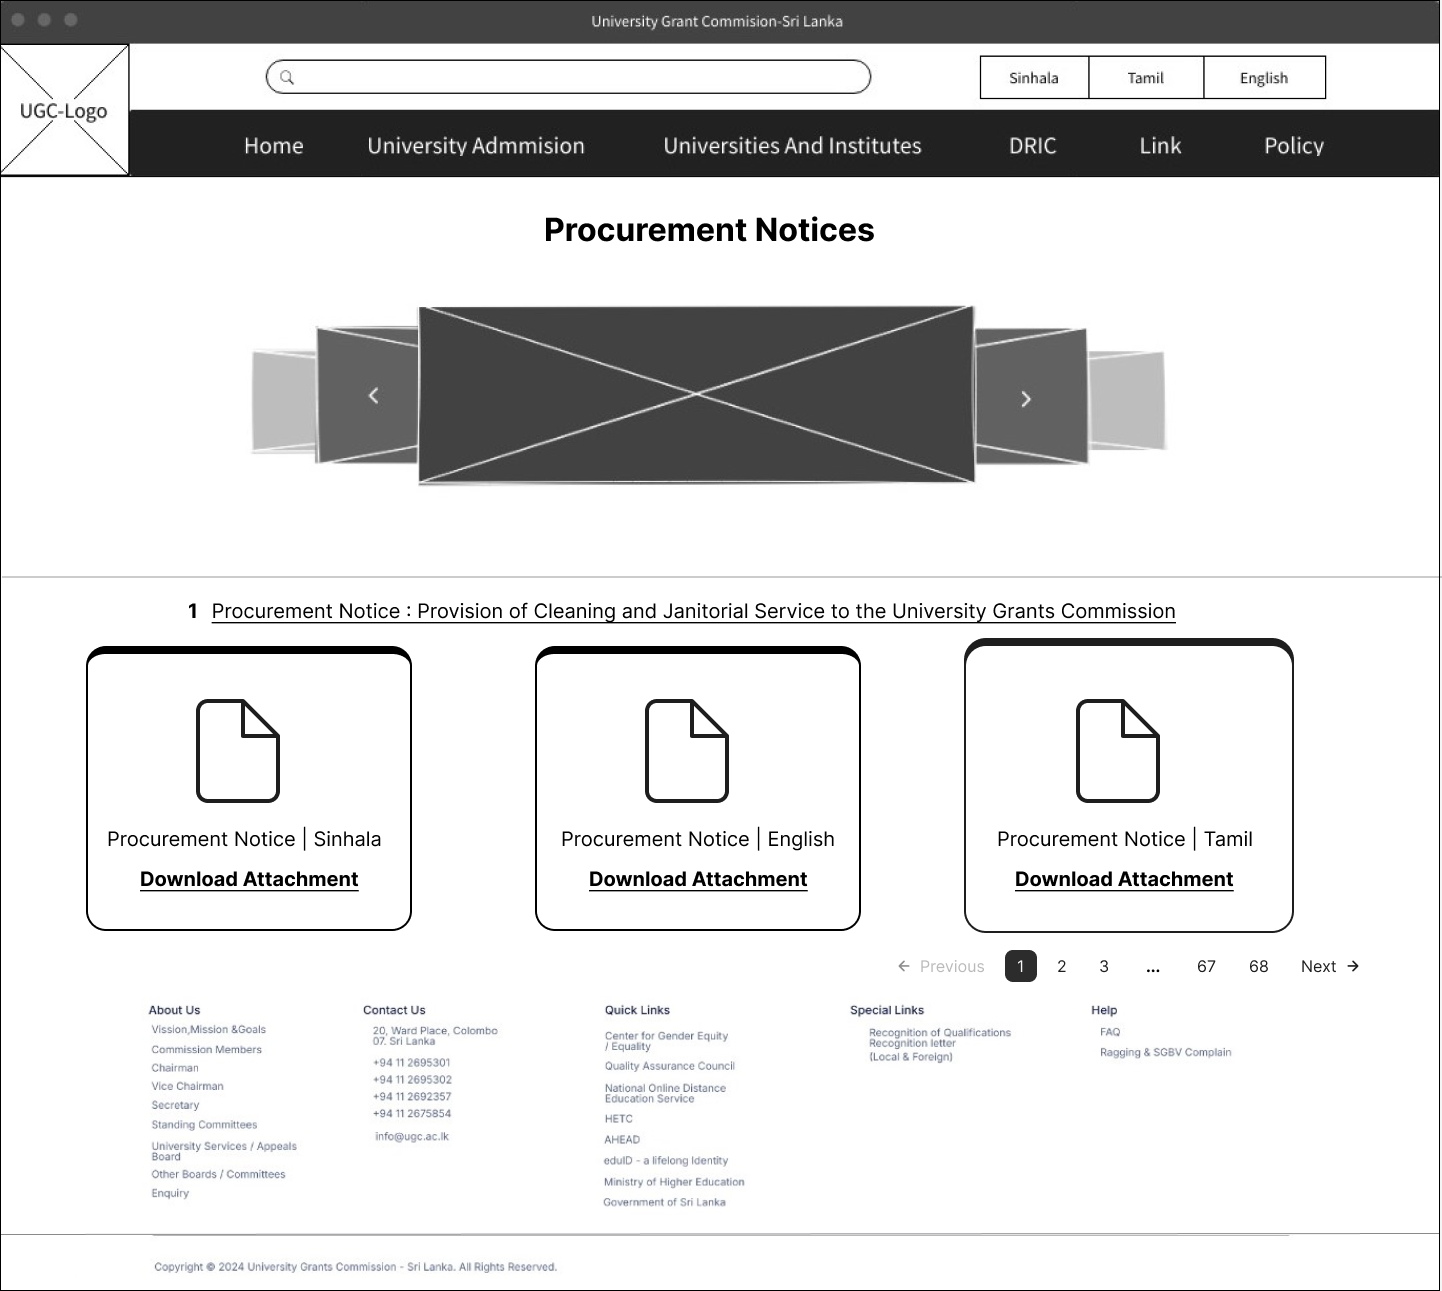 University Grant Commision-Sri Lanka
Sinhala
Tamil
English
UGC-Logo
Home
University Admmision
Universities And Institutes
DRIC
Link
Policy
Procurement Notices
1 Procurement Notice : Provision of Cleaning and Janitorial Service to the University Grants Commission
Procurement Notice | Sinhala
Download Attachment
Procurement Notice | English
Download Attachment
Procurement Notice | Tamil
Download Attachment
Previous 1 2 3 ... 67 68 Next
About Us
Vission,Mission &Goals
Commission Members
Chairman
Vice Chairman
Secretary
Standing Committees
University Services / Appeals
Board
Other Boards / Committees
Enquiry
Contact Us
20, Ward Place, Colombo
07. Sri Lanka
+94 11 2695301
+94 11 2695302
+94 11 2692357
+94 11 2675854
info@ugc.ac.lk
Quick Links
Center for Gender Equity
/ Equality
Quality Assurance Council
National Online Distance
Education Service
HETC
AHEAD
eduID - a lifelong Identity
Ministry of Higher Education
Government of Sri Lanka
Special Links
Recognition of Qualifications
Recognition letter
(Local & Foreign)
Help
FAQ
Ragging & SGBV Complain
Copyright © 2024 University Grants Commission - Sri Lanka. All Rights Reserved.